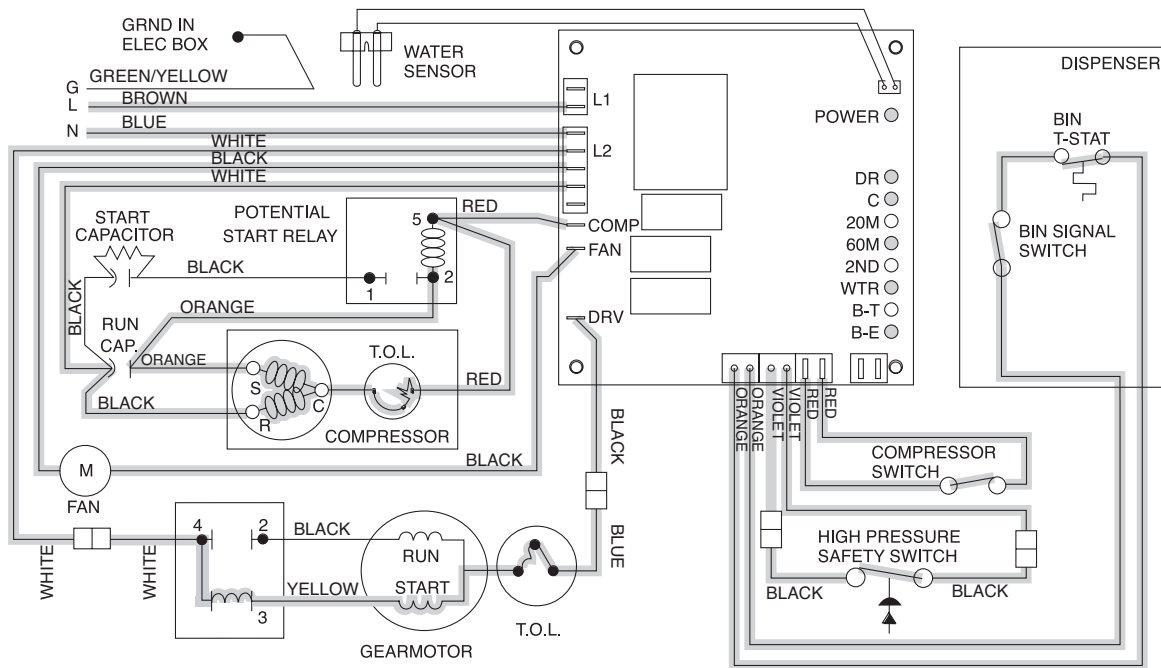 GRND IN
ELEC BOX
WATER
SENSOR
DISPENSER
G GREEN/YELLOW
L BROWN
N BLUE
WHITE
BLACK
WHITE
L1
L2
POWER
BIN
T-STAT
DR
C
20M
60M
2ND
WTR
B-T
B-E
BIN SIGNAL
SWITCH
START
CAPACITOR
POTENTIAL
START RELAY
5
RED
COMP
FAN
DRV
BLACK
1
2
ORANGE
BLACK
RUN
CAP.
ORANGE
BLACK
S
R
C
T.O.L.
COMPRESSOR
RED
ORANGE
ORANGE
VIOLET
VIOLET
RED
RED
COMPRESSOR
SWITCH
M
FAN
BLACK
BLACK
BLUE
HIGH PRESSURE
SAFETY SWITCH
BLACK
BLACK
WHITE
WHITE
4
2
3
BLACK
YELLOW
RUN
START
GEARMOTOR
T.O.L.